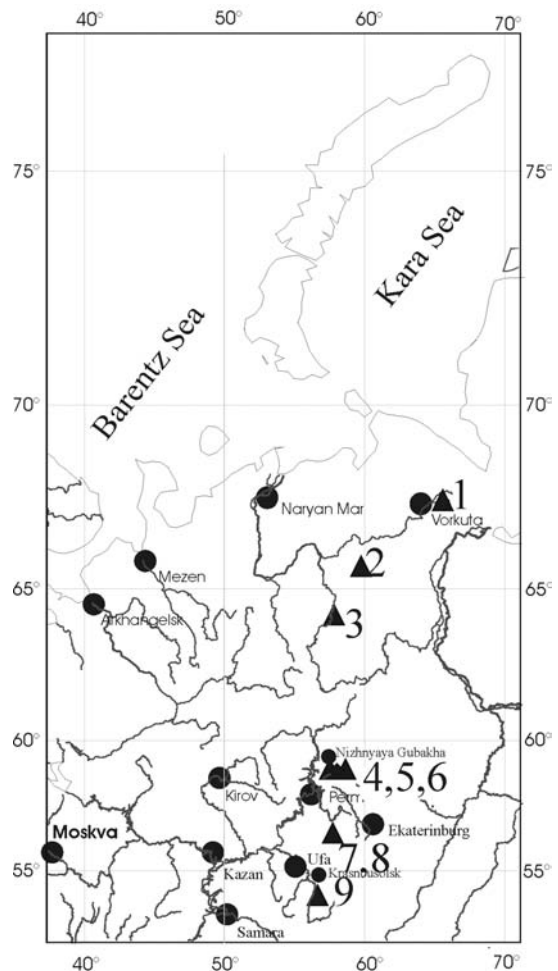 40° 50° 60° 70°
75° 75°
Kara Sea
Barentz Sea
70° 70°
Naryan Mar
1
Vorkuta
2
Mezen
65° 65°
Arkhangelsk
3
60° 60°
Nizhnyaya Gubakha
4,5,6
Kirov
Perm
Moskva
Ekaterinburg
7,8
Ufa
Kazan
Krasnousolsk
55° 55°
9
Samara
40° 50° 60° 70°